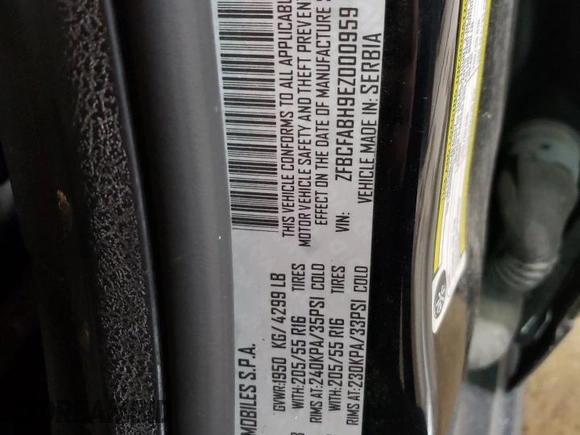 MOBILES S.P.A.
GVWR:1950 KG/ 4299 LB
WITH:205/55 R16 TIRES
RIMS AT:240KPA/35PSI COLD
WITH:205/55 R16 TIRES
RIMS AT:230KPA/33PSI COLD
THIS VEHICLE CONFORMS TO ALL APPLICABLE
MOTOR VEHICLE SAFETY AND THEFT PREVENT
EFFECT ON THE DATE OF MANUFACTURE S
VIN: ZFBCFABH9EZ000959
VEHICLE MADE IN SERBIA